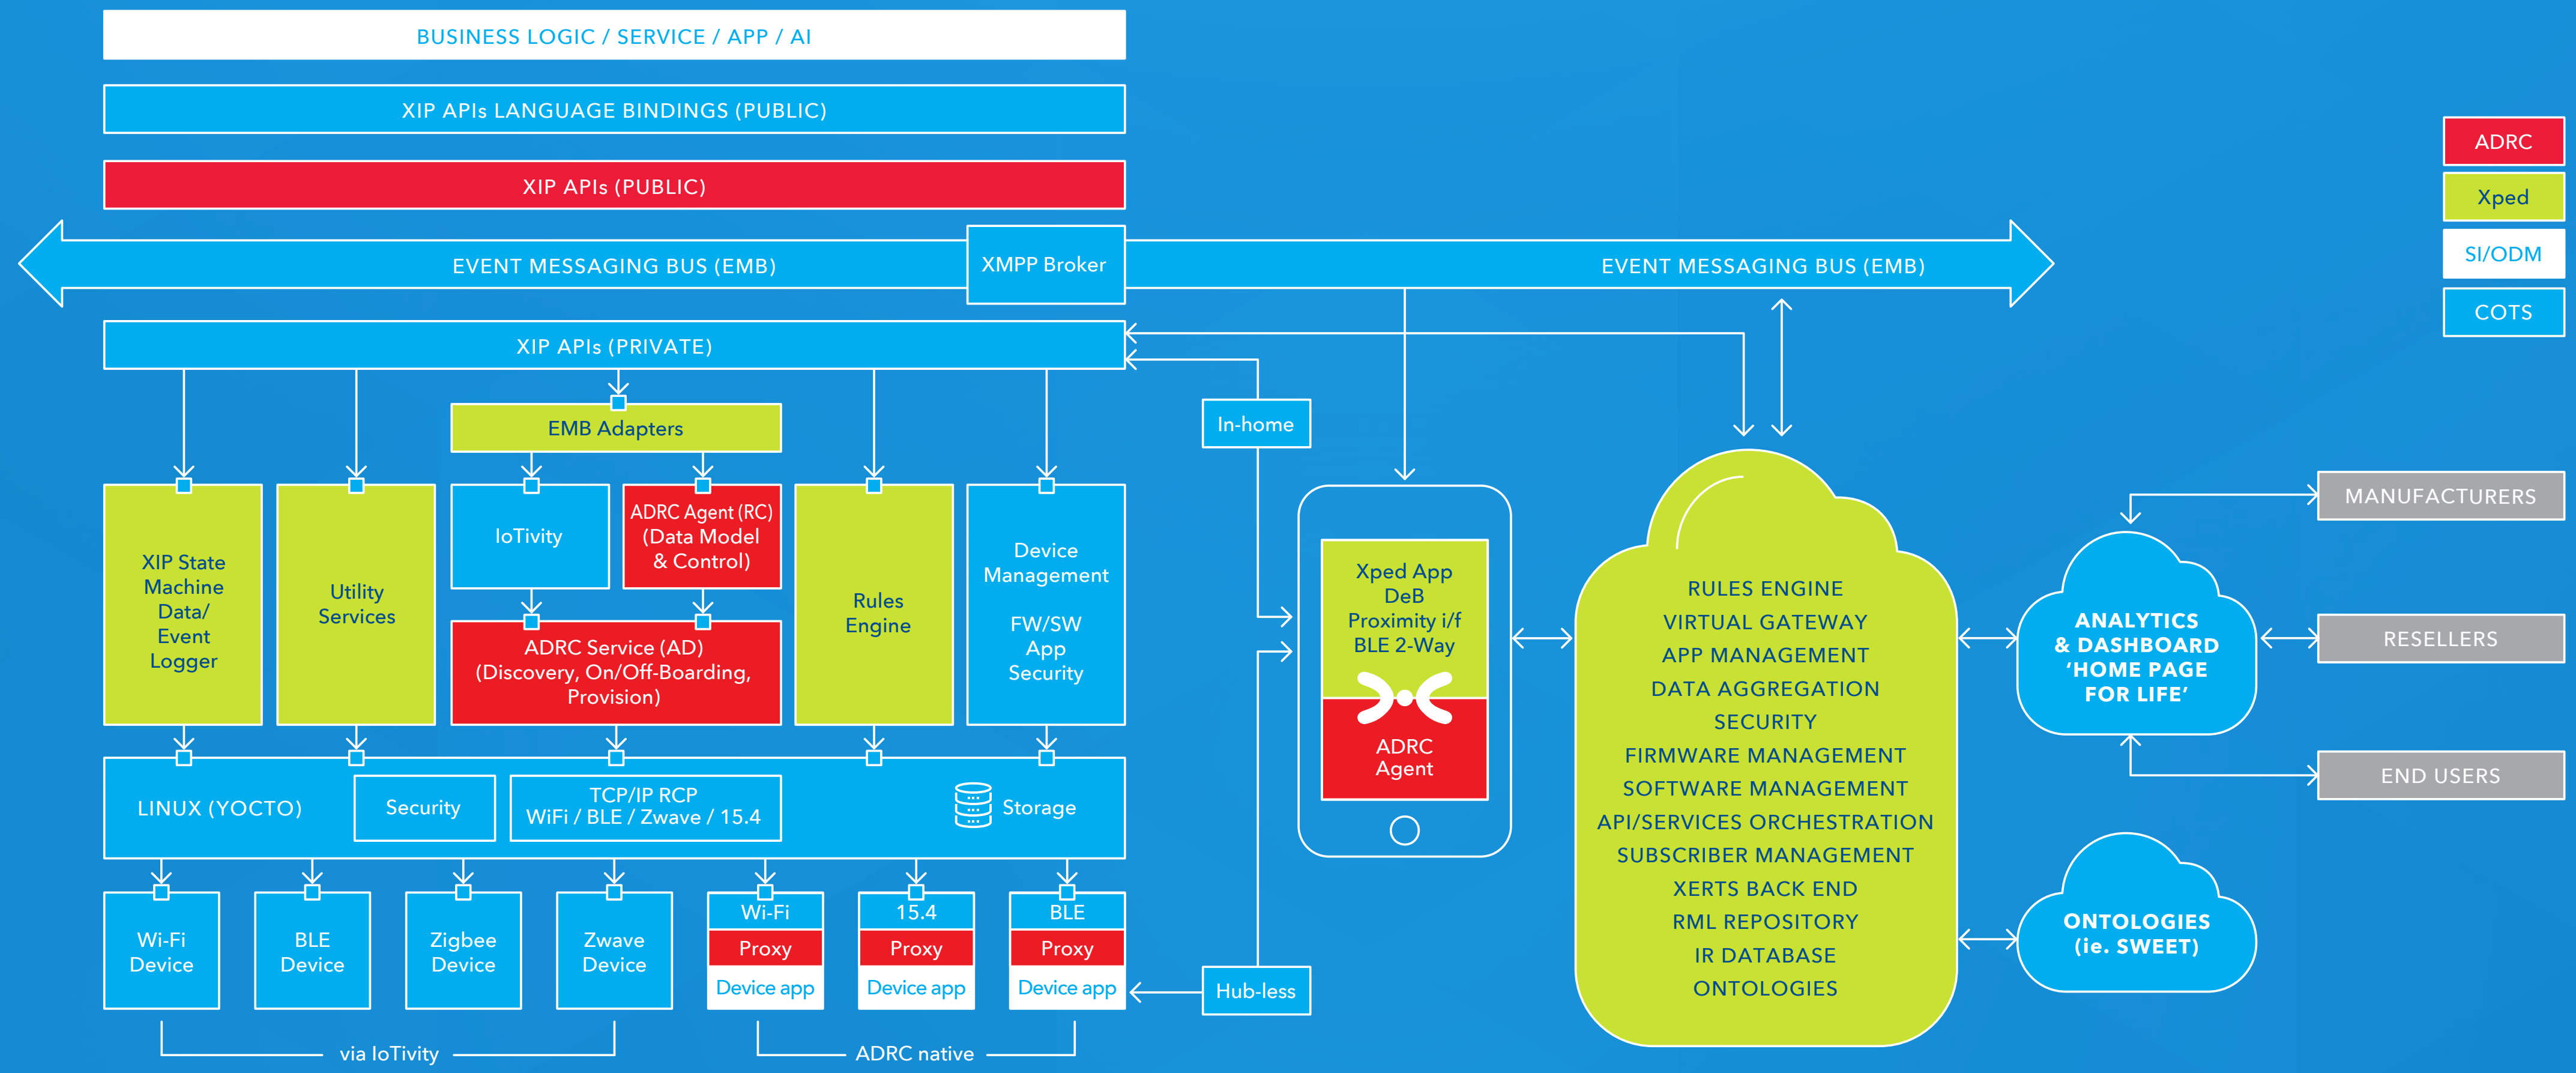 BUSINESS LOGIC / SERVICE / APP / AI
XIP APIs LANGUAGE BINDINGS (PUBLIC)
XIP APIs (PUBLIC)
EVENT MESSAGING BUS (EMB)
XMPP Broker
EVENT MESSAGING BUS (EMB)
XIP APIs (PRIVATE)
EMB Adapters
XIP State
Machine
Data/
Event
Logger
Utility
Services
IoTivity
ADRC Agent (RC)
(Data Model
& Control)
ADRC Service (AD)
(Discovery, On/Off-Boarding,
Provision)
Rules
Engine
Device
Management
FW/SW
App
Security
LINUX (YOCTO)
Security
TCP/IP RCP
WiFi / BLE / Zwave / 15.4
Storage
Wi-Fi
Device
BLE
Device
Zigbee
Device
Zwave
Device
Wi-Fi
Proxy
Device app
15.4
Proxy
Device app
BLE
Proxy
Device app
via IoTivity
ADRC native
In-home
Hub-less
Xped App
DeB
Proximity i/f
BLE 2-Way
ADRC
Agent
RULES ENGINE
VIRTUAL GATEWAY
APP MANAGEMENT
DATA AGGREGATION
SECURITY
FIRMWARE MANAGEMENT
SOFTWARE MANAGEMENT
API/SERVICES ORCHESTRATION
SUBSCRIBER MANAGEMENT
XERTS BACK END
RML REPOSITORY
IR DATABASE
ONTOLOGIES
ANALYTICS
& DASHBOARD
‘HOME PAGE
FOR LIFE’
ONTOLOGIES
(ie. SWEET)
MANUFACTURERS
RESELLERS
END USERS
ADRC
Xped
SI/ODM
COTS